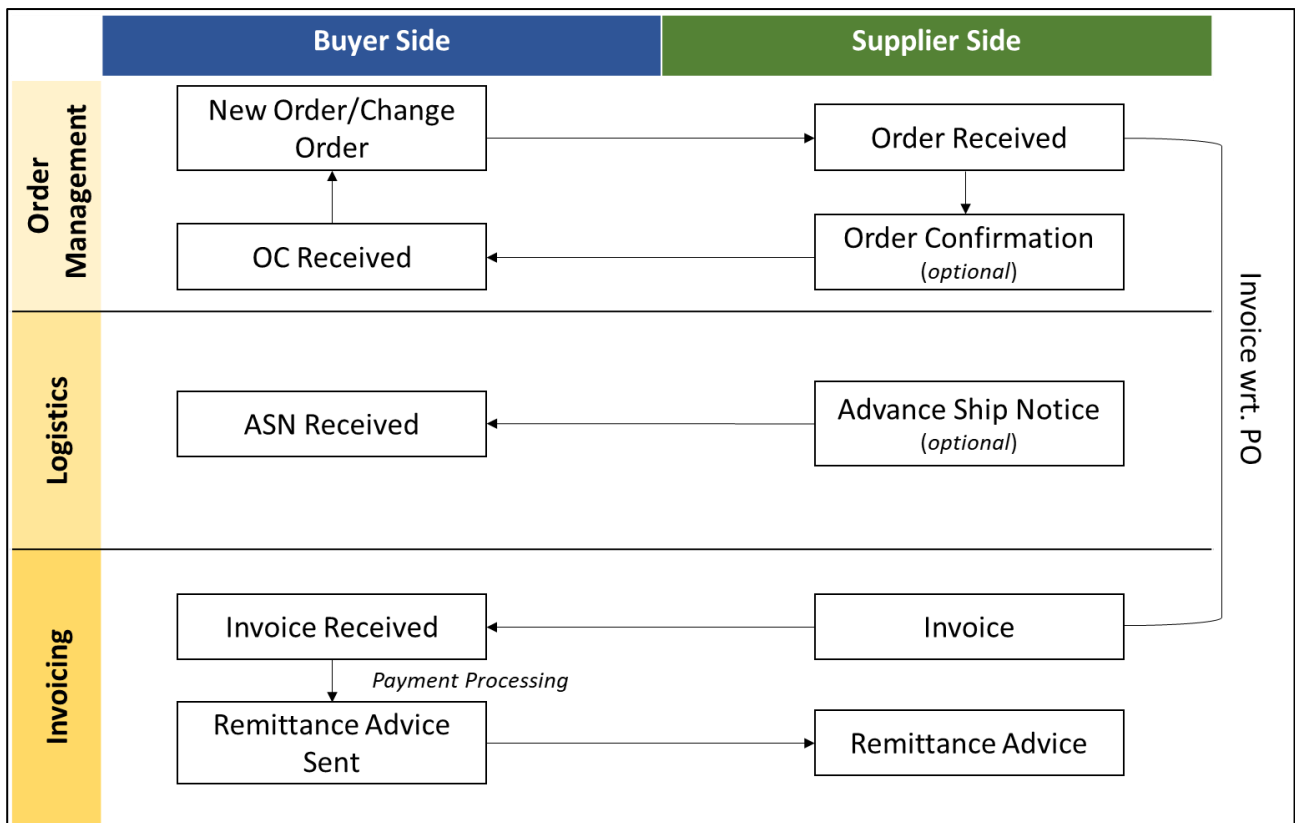 Buyer Side
Supplier Side
Order
Management
New Order/Change
Order
Order Received
OC Received
Order Confirmation
(optional)
Invoice wrt. PO
Logistics
ASN Received
Advance Ship Notice
(optional)
Invoicing
Invoice Received
Invoice
Payment Processing
Remittance Advice
Sent
Remittance Advice